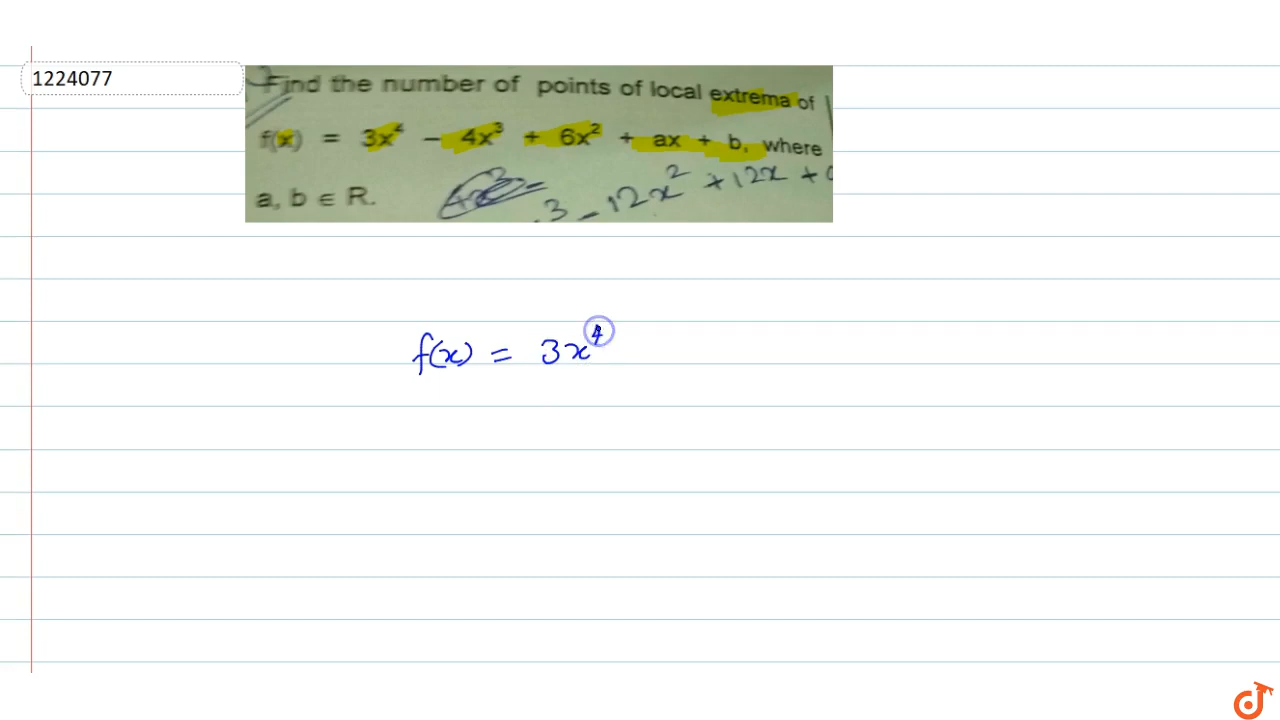 1224077
Find the number of points of local extrema of
f(x) = 3x⁴ - 4x³ + 6x² + ax + b, where
a, b ∈ R.
3 - 12x² + 12x +
f(x) = 3x⁴